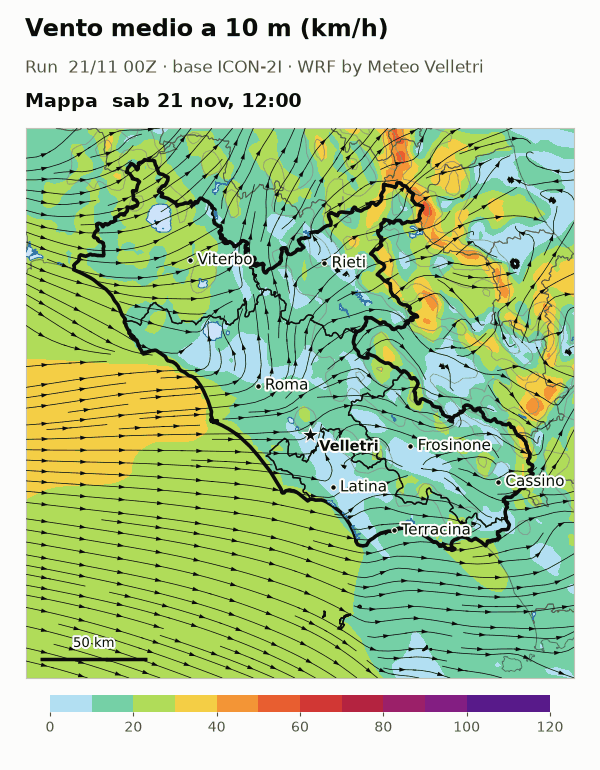 Vento medio a 10 m (km/h)
Run  21/11 00Z · base ICON-2I · WRF by Meteo Velletri
Mappa  sab 21 nov, 12:00
Viterbo
Rieti
Roma
Velletri
Frosinone
Cassino
Latina
Terracina
50 km
0 20 40 60 80 100 120